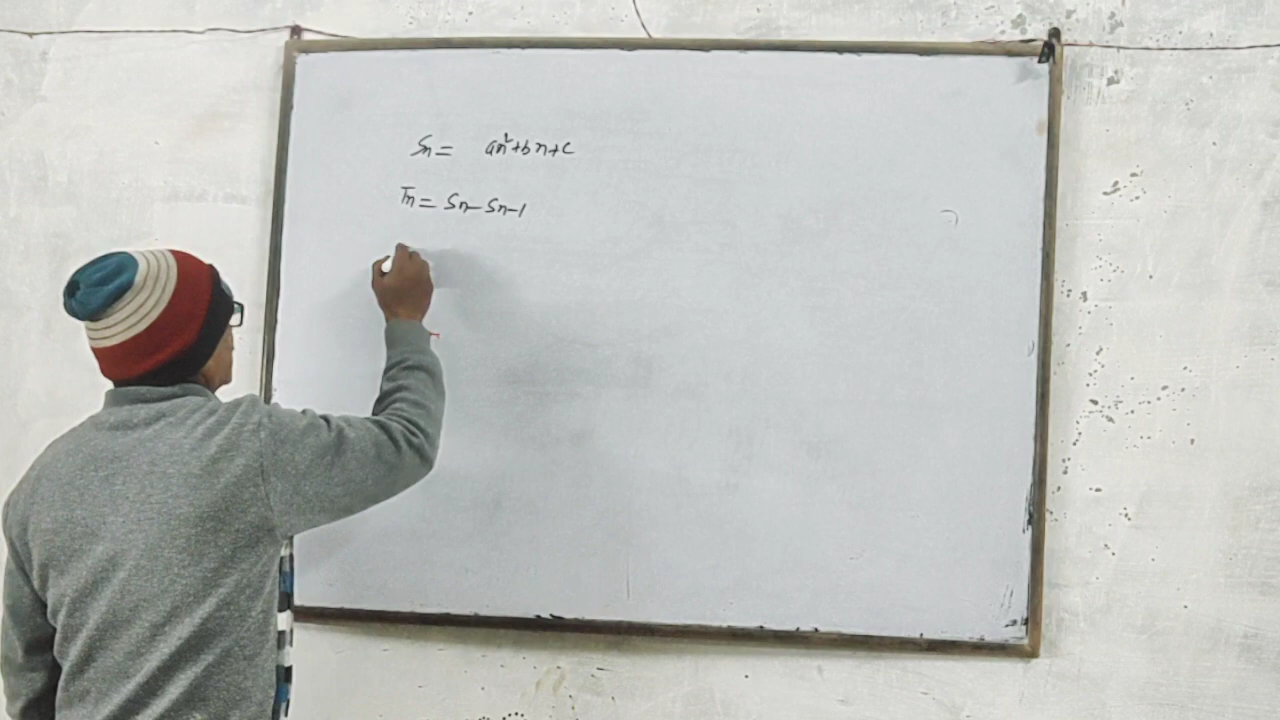 Sn = an²+bn+c
Tn = Sn - Sn-1